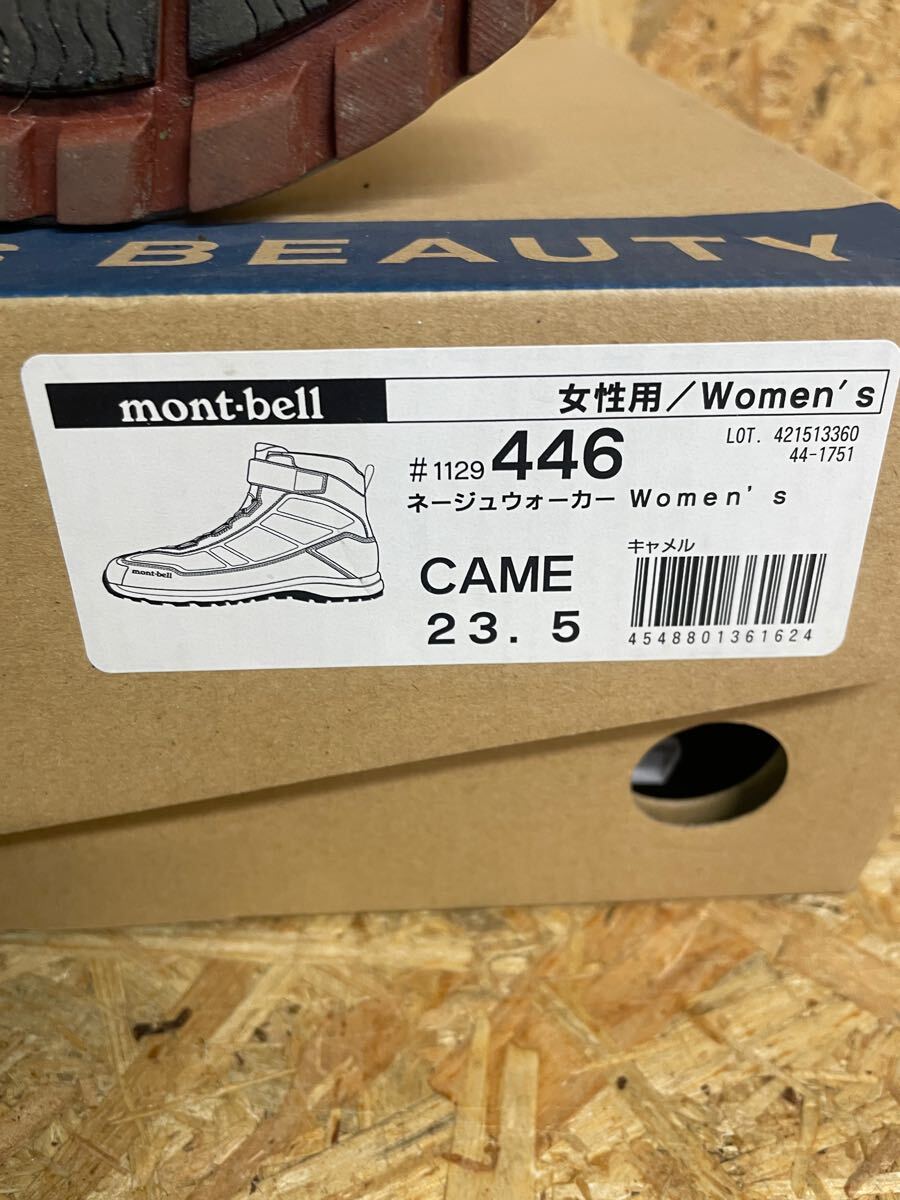 BEAUTY
mont·bell
女性用/Women's
#1129 446
LOT. 421513360
44-1751
ネージュウォーカー Women's
mont-bell
CAME
キャメル
23.5
4548801361624